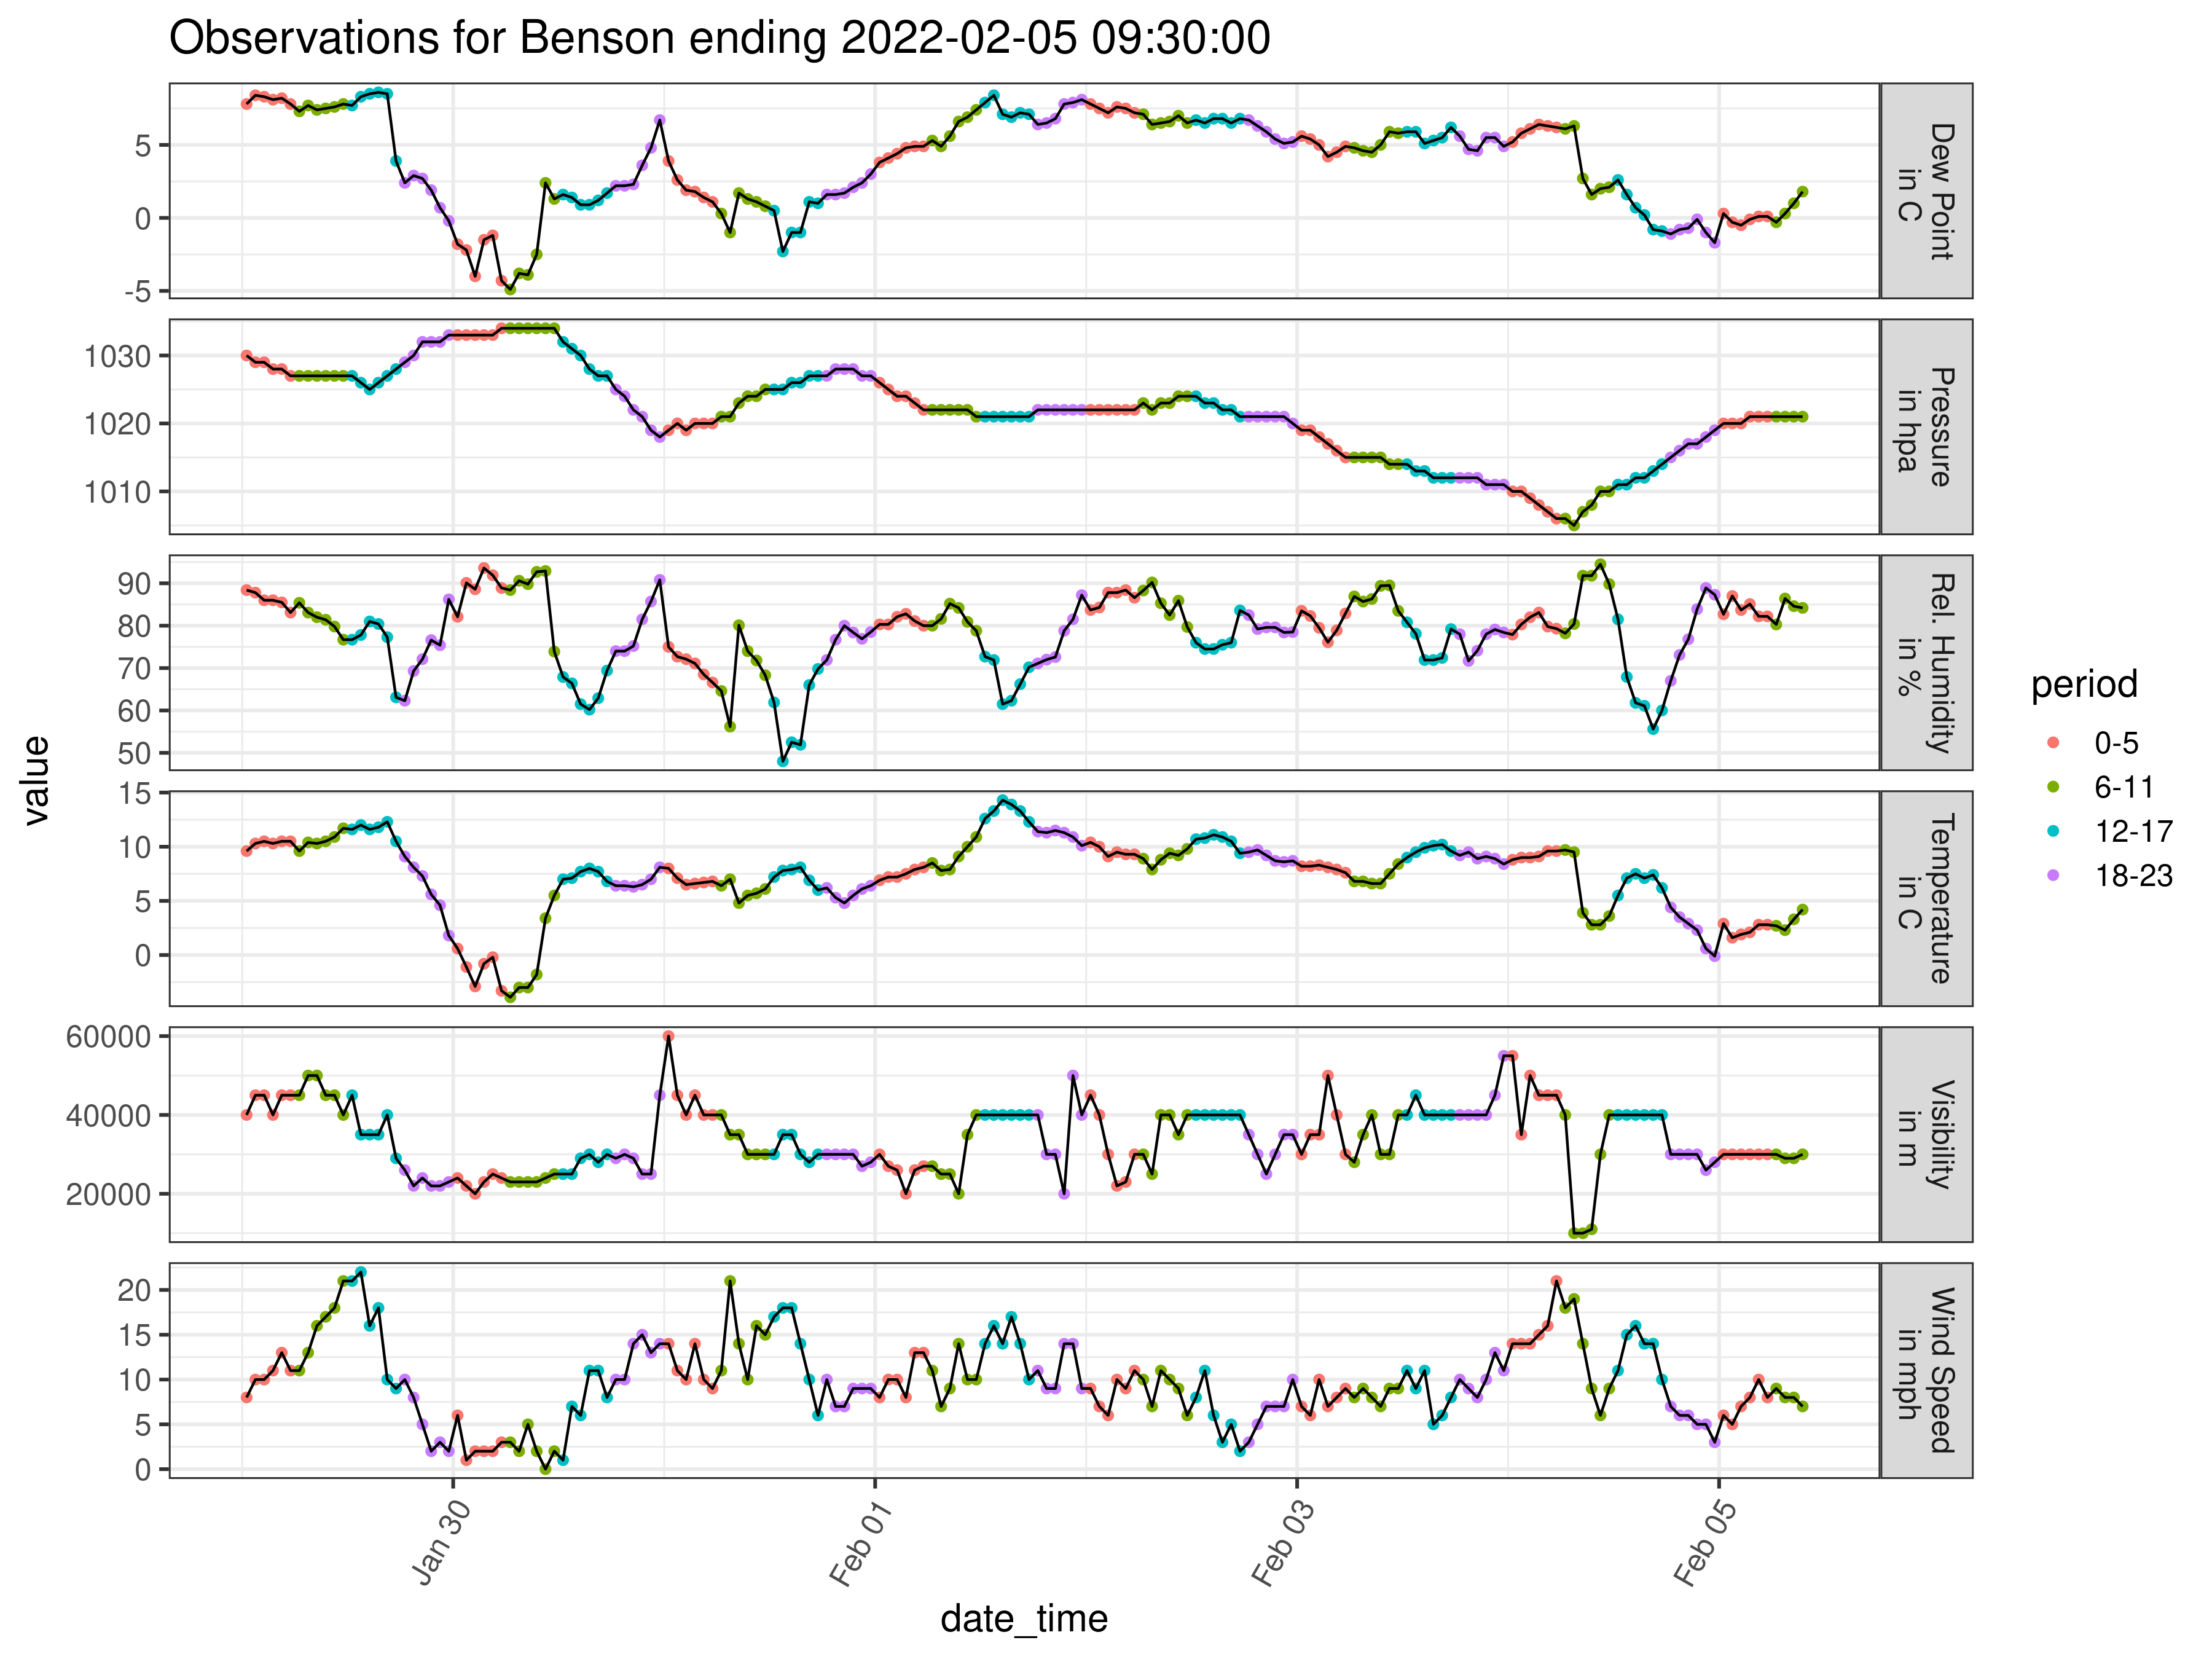 Observations for Benson ending 2022-02-05 09:30:00
value
5
0
-5
Dew Point
in C
1030
1020
1010
Pressure
in hpa
90
80
70
60
50
Rel. Humidity
in %
15
10
5
0
Temperature
in C
60000
40000
20000
Visibility
in m
20
15
10
5
0
Wind Speed
in mph
Jan 30
Feb 01
Feb 03
Feb 05
date_time
period
0-5
6-11
12-17
18-23